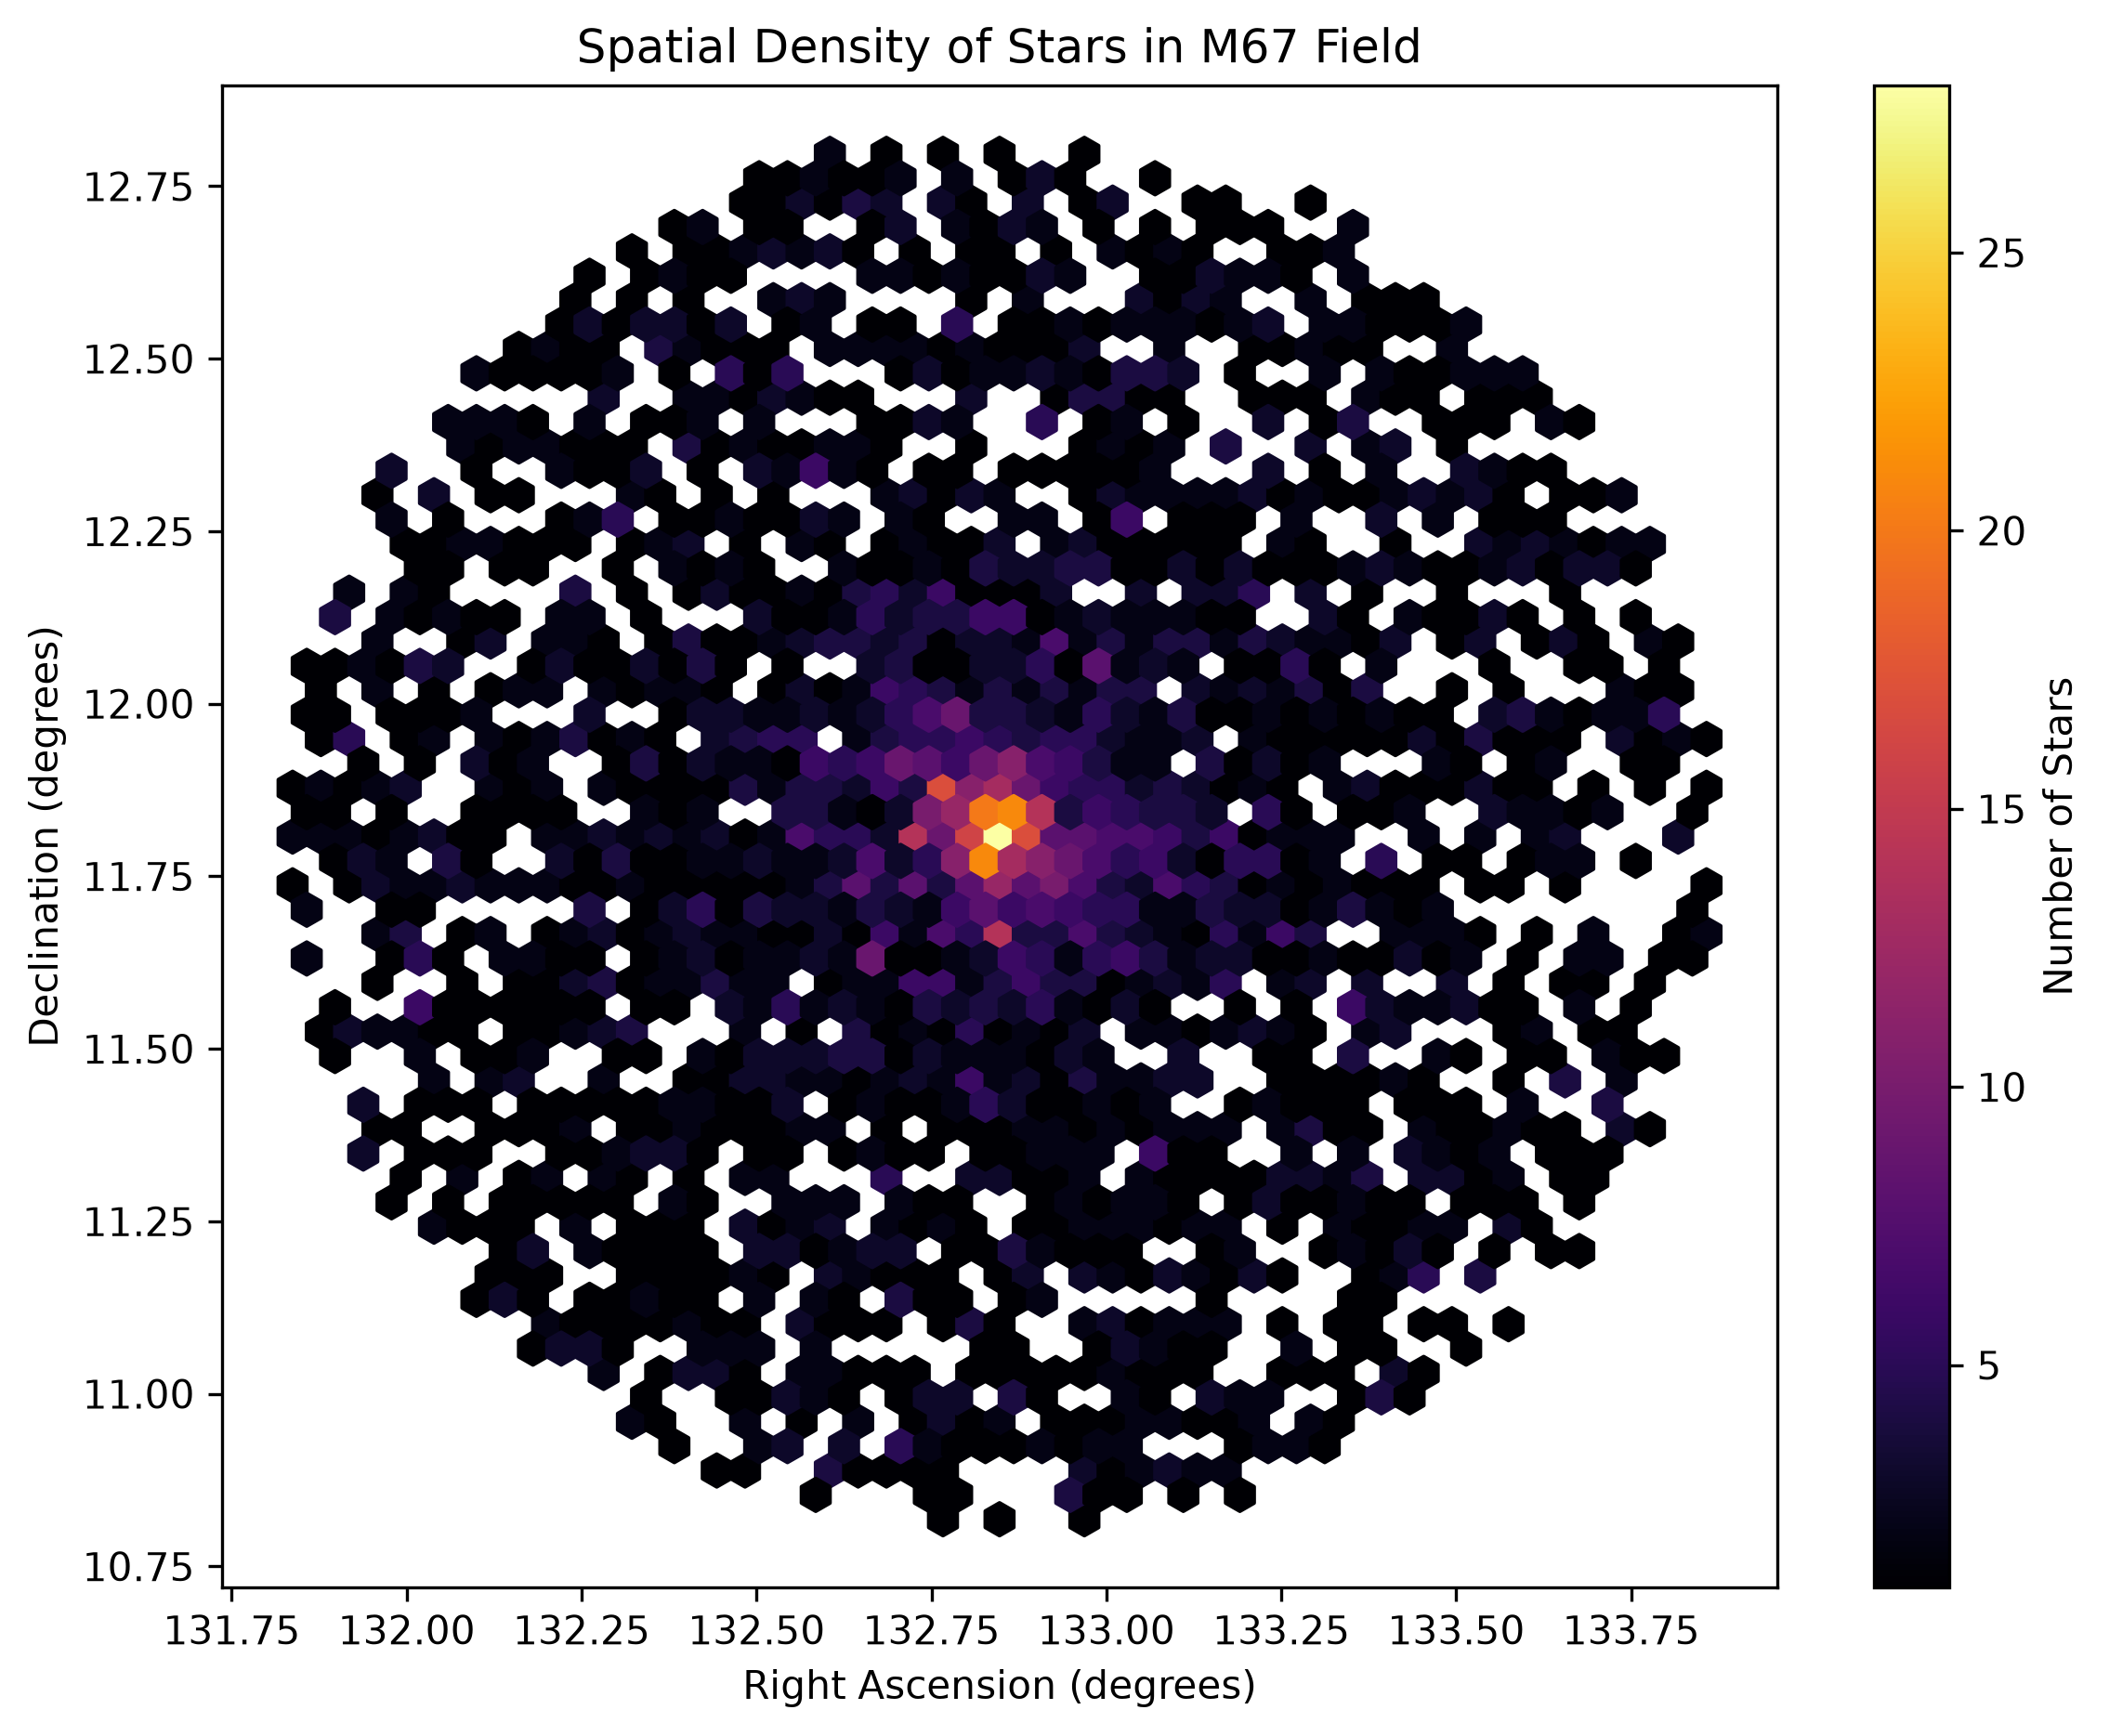 Spatial Density of Stars in M67 Field
12.75
12.50
12.25
12.00
11.75
11.50
11.25
11.00
10.75
Declination (degrees)
131.75 132.00 132.25 132.50 132.75 133.00 133.25 133.50 133.75
Right Ascension (degrees)
25
20
15
10
5
Number of Stars